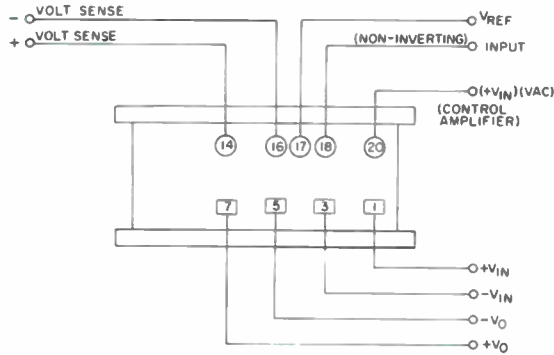 - VOLT SENSE
+ VOLT SENSE
VREF
(NON-INVERTING) INPUT
(+VIN)(VAC)
(CONTROL
AMPLIFIER)
14 16 17 18 20
7 5 3 1
+VIN
-VIN
-VO
+VO